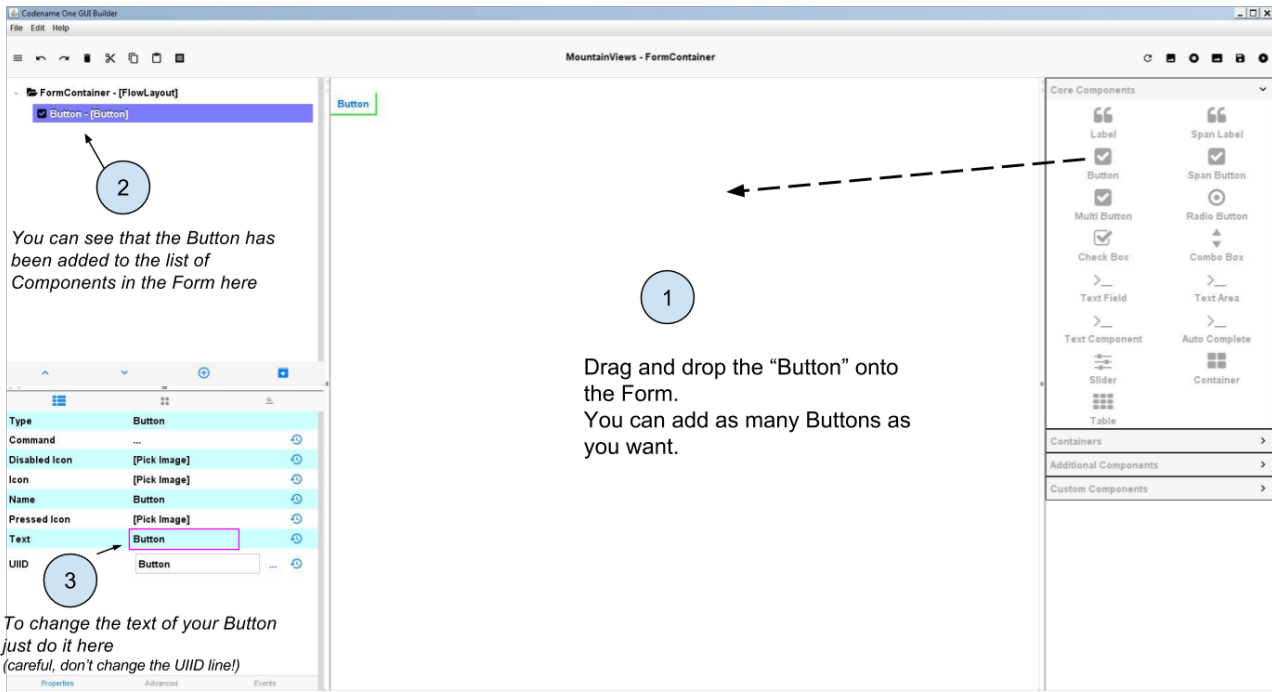 Codename One GUI Builder
File Edit Help
MountainViews - FormContainer
FormContainer - [FlowLayout]
Button - [Button]
2
You can see that the Button has
been added to the list of
Components in the Form here
Type Button
Command ...
Disabled Icon [Pick Image]
Icon [Pick Image]
Name Button
Pressed Icon [Pick Image]
Text Button
UIID Button ...
3
To change the text of your Button
just do it here
(careful, don't change the UIID line!)
Properties Advanced Events
Button
1
Drag and drop the “Button” onto
the Form.
You can add as many Buttons as
you want.
Core Components
Label Span Label
Button Span Button
Multi Button Radio Button
Check Box Combo Box
Text Field Text Area
Text Component Auto Complete
Slider Container
Table
Containers
Additional Components
Custom Components